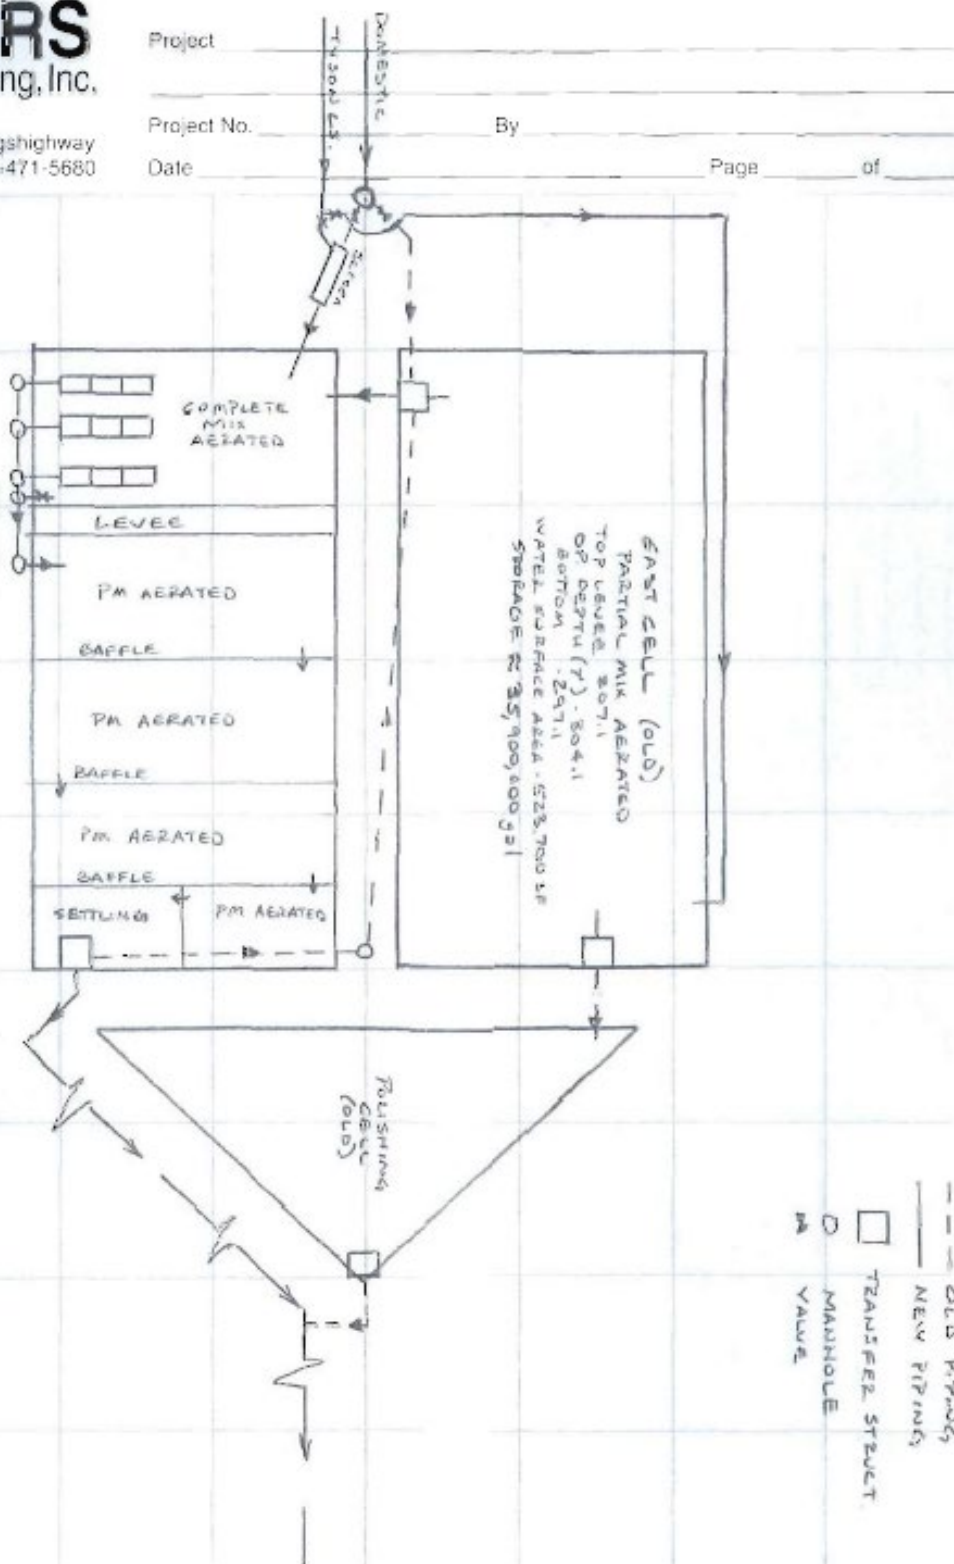 RS
ng, Inc.
gshighway
-471-5680
Project
Project No.
By
Date
Page
of
TYSON L.S.
DOMESTIC
SCREEN
COMPLETE
MIX
AERATED
LEVEE
PM AERATED
BAFFLE
PM AERATED
BAFFLE
PM AERATED
BAFFLE
SETTLING
PM AERATED
EAST CELL (OLD)
PARTIAL MIX AERATED
TOP LEVEE 307.1
OP. DEPTH (7') - 304.1
BOTTOM - 297.1
WATER SURFACE AREA - 523,700 SF
STORAGE ≈ 35,900,000 gal
POLISHING
CELL
(OLD)
OLD PIPING
NEW PIPING
TRANSFER STRUCT.
MANHOLE
VALVE